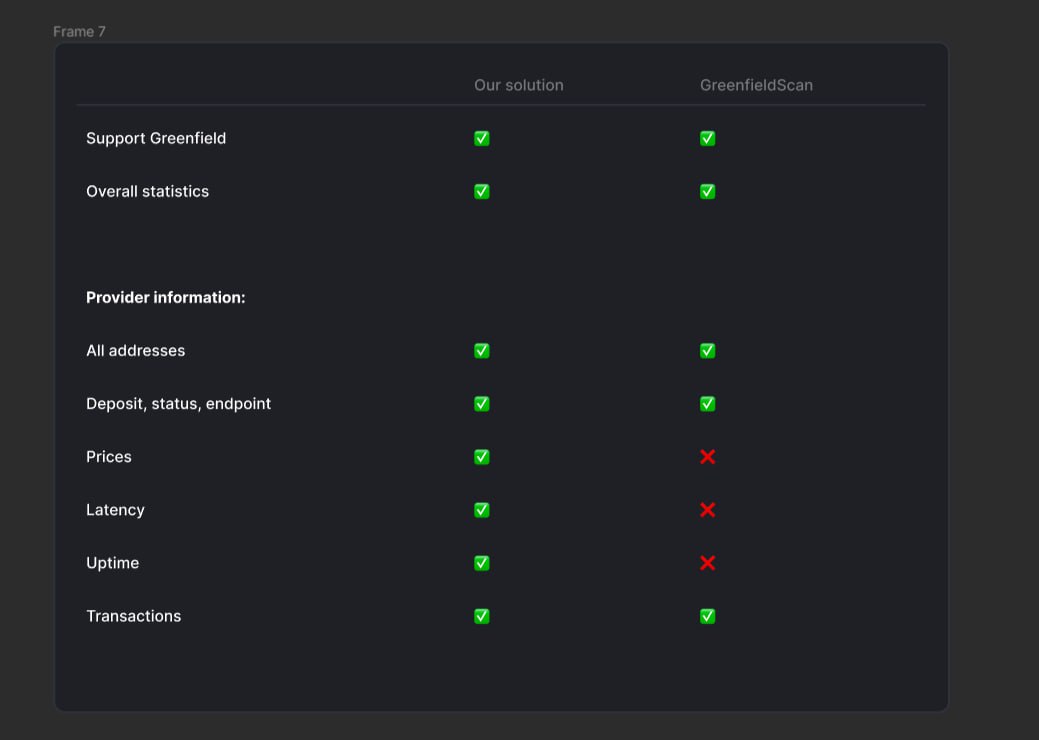 Frame 7
Our solution GreenfieldScan
Support Greenfield ✅ ✅
Overall statistics ✅ ✅
Provider information:
All addresses ✅ ✅
Deposit, status, endpoint ✅ ✅
Prices ✅ ❌
Latency ✅ ❌
Uptime ✅ ❌
Transactions ✅ ✅